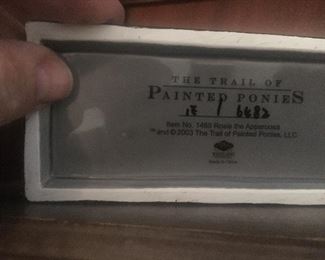 THE TRAIL OF
PAINTED PONIES
1E / 6482
Item No. 1463 Rosie the Appaloosa
™ and © 2003 The Trail of Painted Ponies, LLC
Made in China